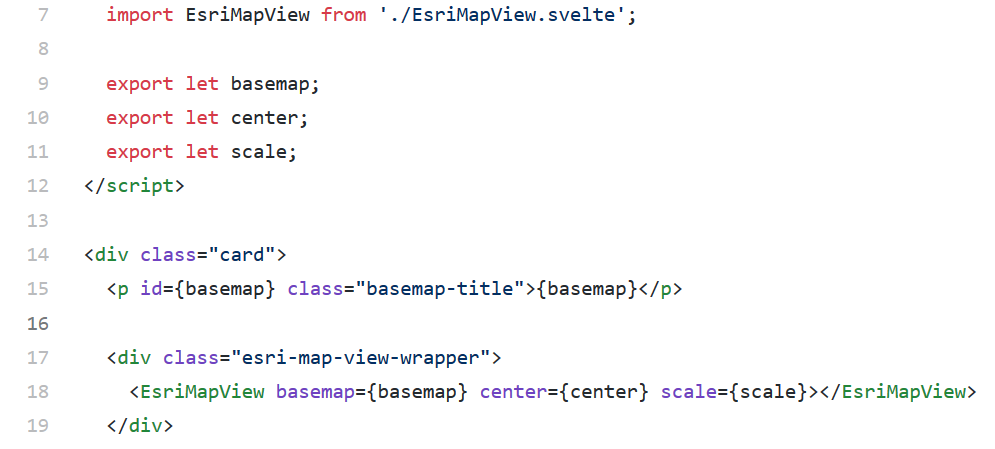 7 import EsriMapView from './EsriMapView.svelte';
8
9 export let basemap;
10 export let center;
11 export let scale;
12 </script>
13
14 <div class="card">
15 <p id={basemap} class="basemap-title">{basemap}</p>
16
17 <div class="esri-map-view-wrapper">
18 <EsriMapView basemap={basemap} center={center} scale={scale}></EsriMapView>
19 </div>